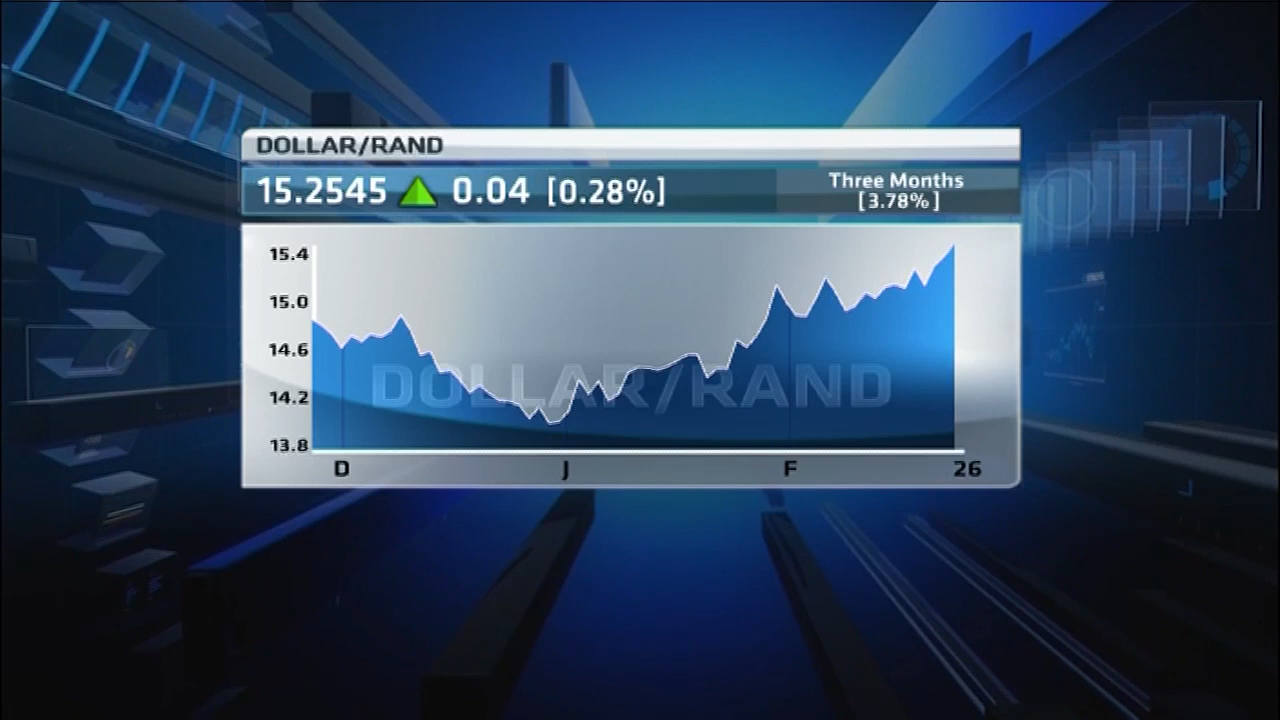 DOLLAR/RAND
15.2545 0.04 [0.28%]
Three Months
[3.78%]
15.4
15.0
14.6
14.2
13.8
DOLLAR/RAND
D J F 26